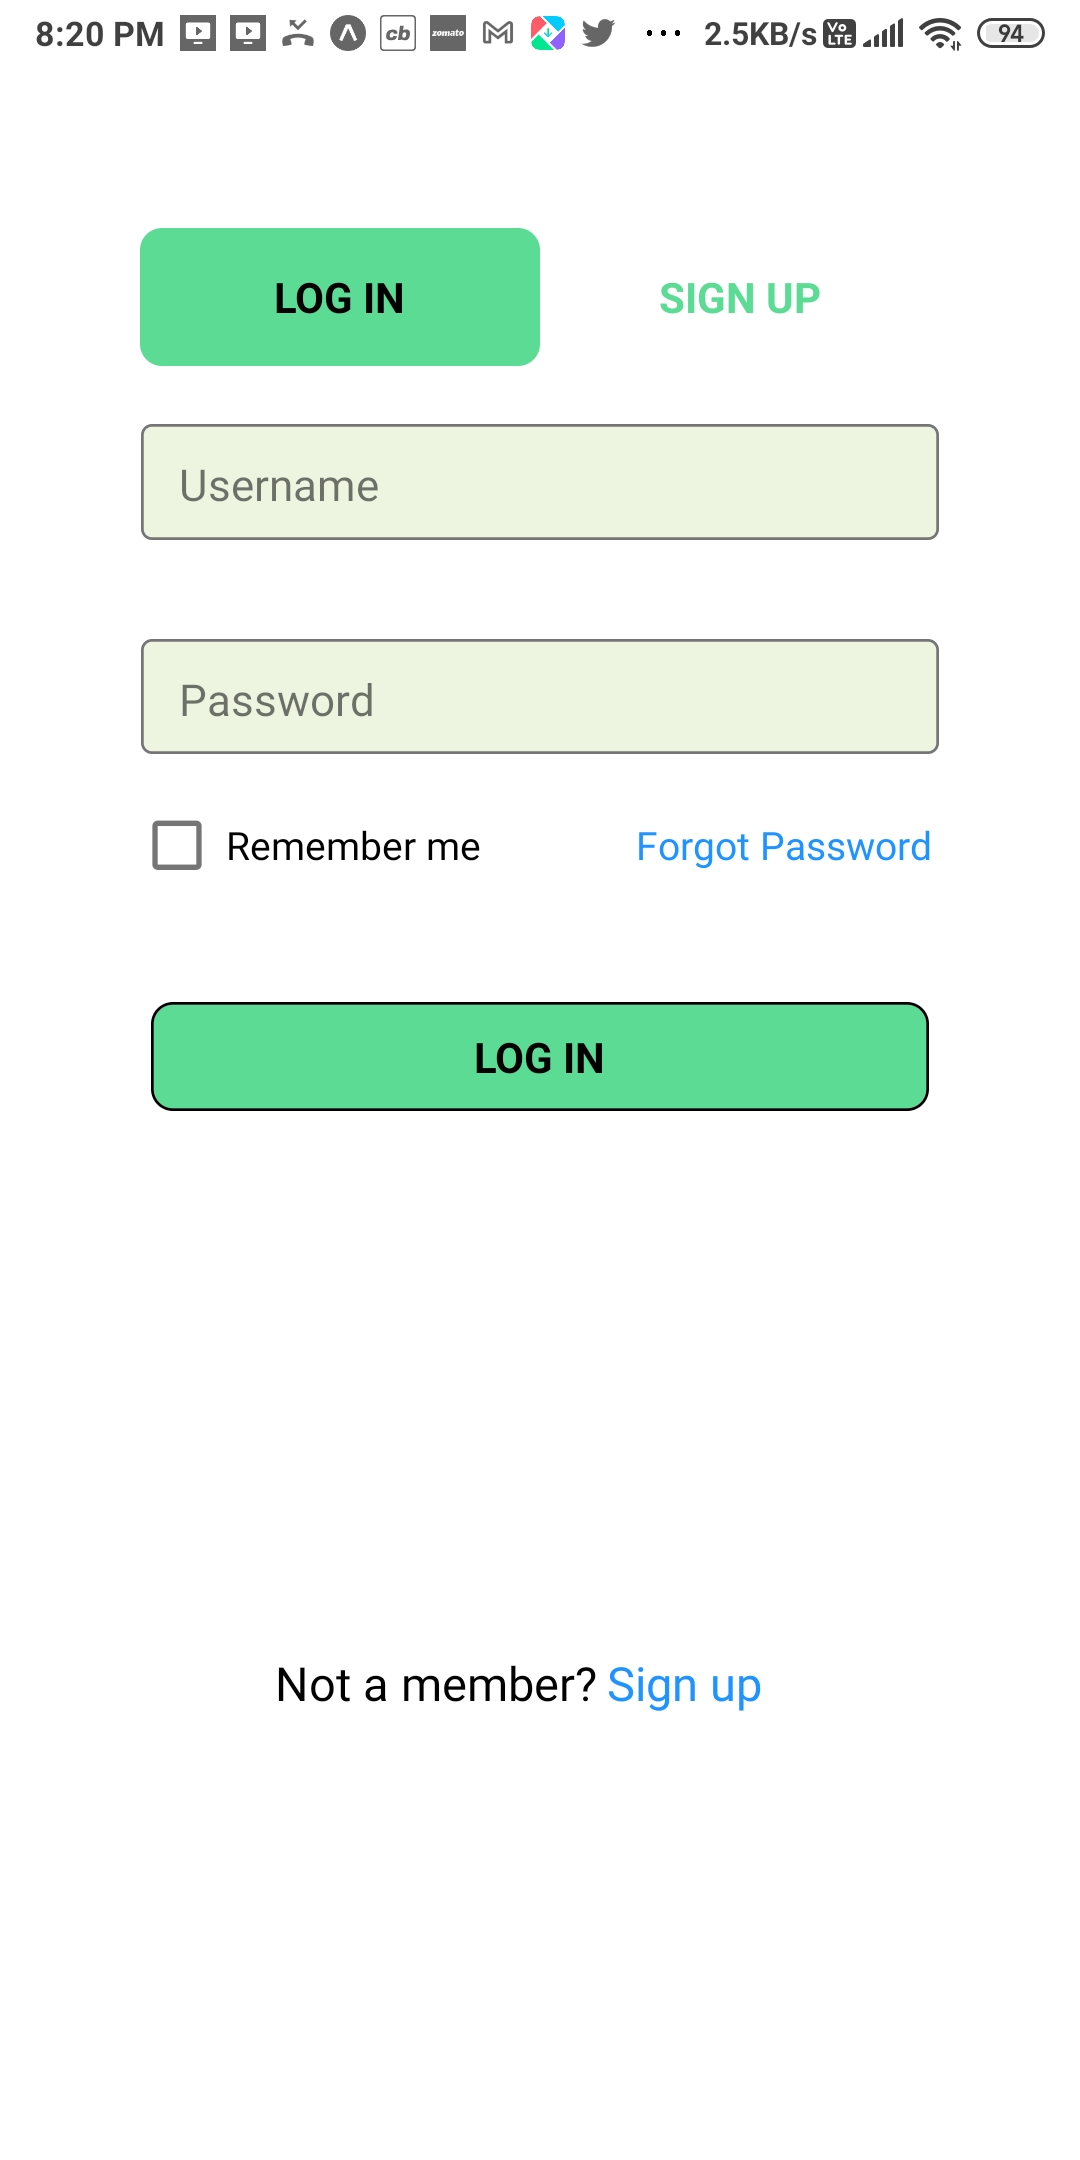 8:20 PM cb zomato ... 2.5KB/s Vo LTE 94
LOG IN SIGN UP
Username
Password
Remember me Forgot Password
LOG IN
Not a member? Sign up